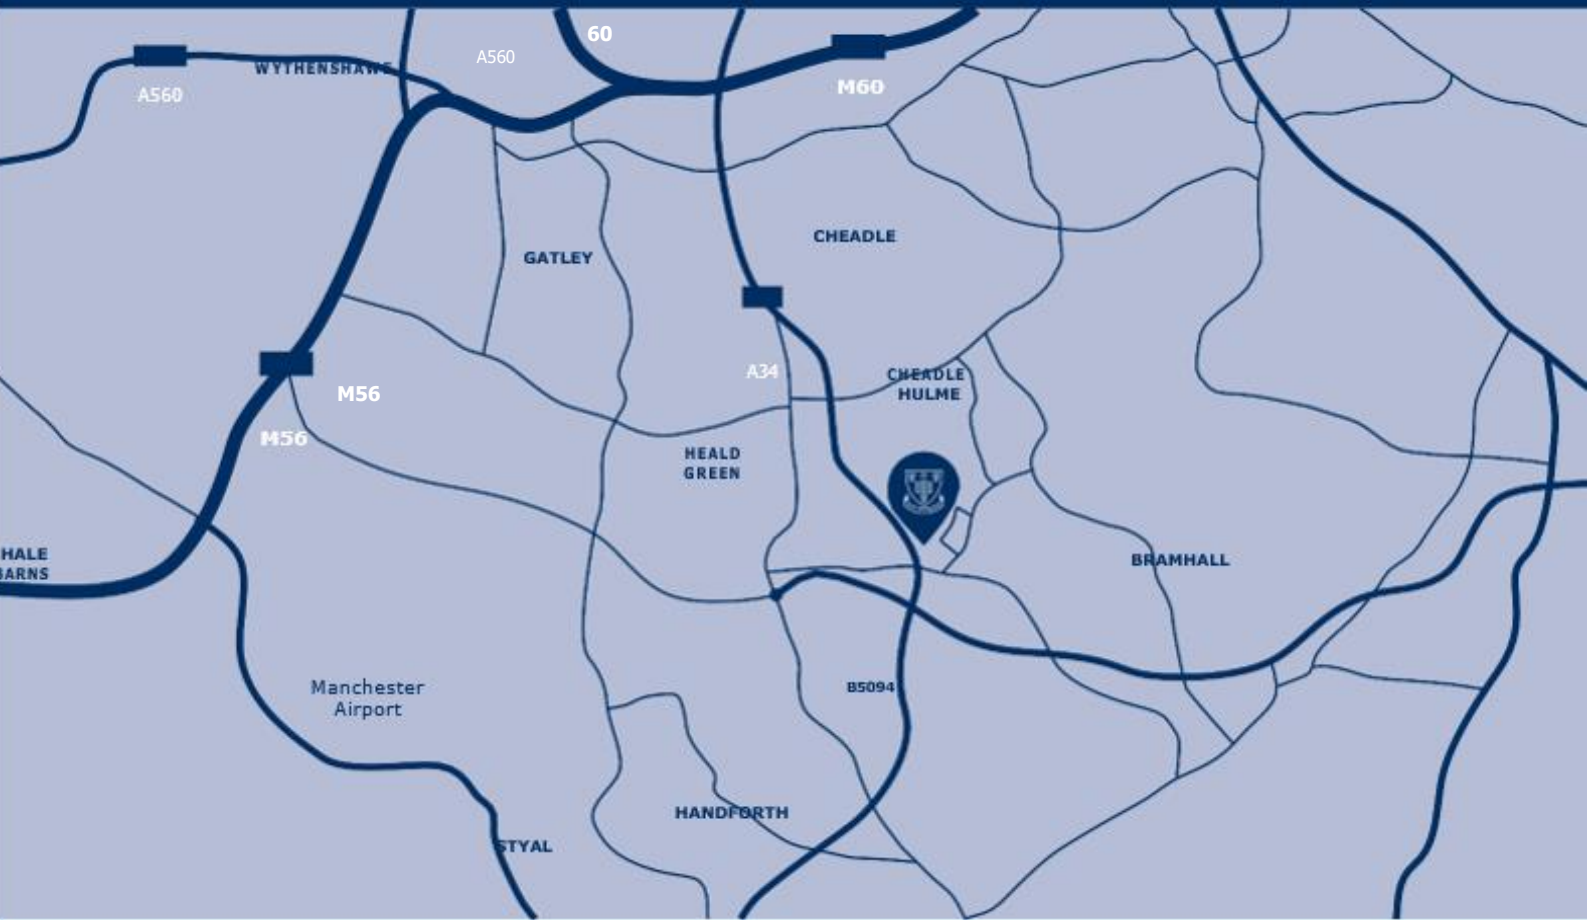 60
A560
WYTHENSHAWE
A560
M60
CHEADLE
GATLEY
A34
CHEADLE
HULME
M56
M56
HEALD
GREEN
HALE
BARNS
BRAMHALL
Manchester
Airport
B5094
HANDFORTH
STYAL